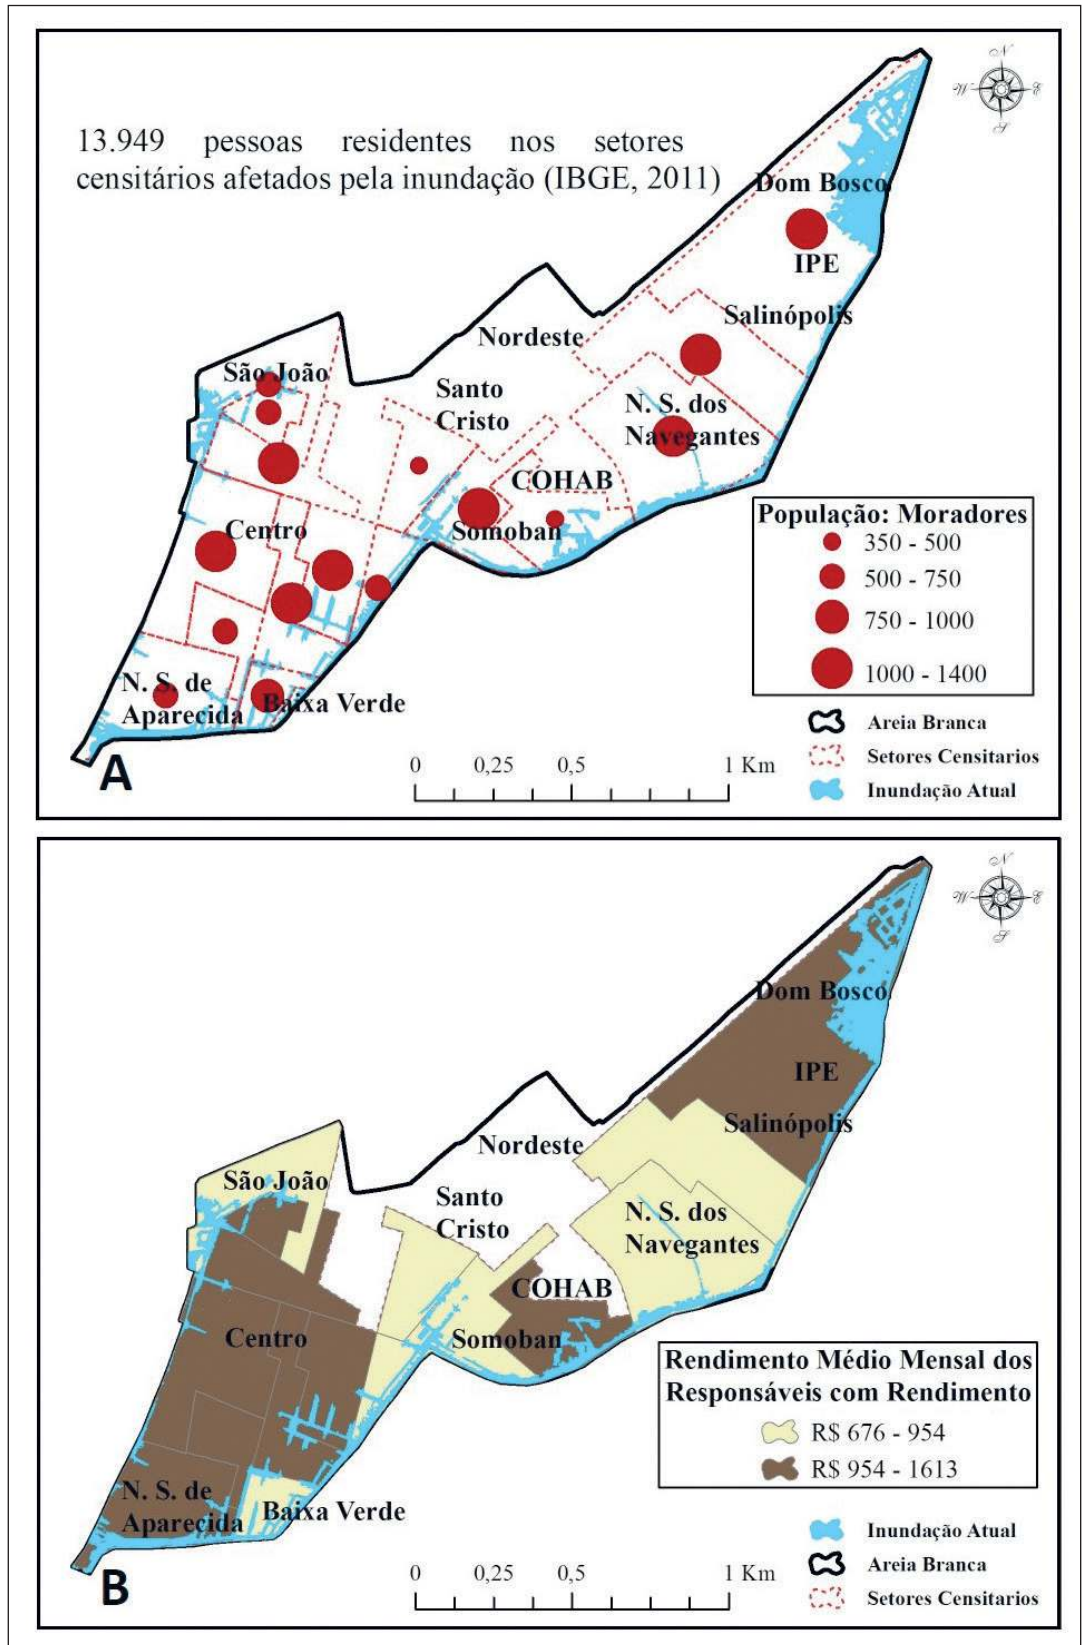 N
W E
S
13.949 pessoas residentes nos setores
censitários afetados pela inundação (IBGE, 2011)
Dom Bosco
IPE
Salinópolis
Nordeste
São João
Santo
Cristo
N. S. dos
Navegantes
COHAB
Centro
Somoban
População: Moradores
350 - 500
500 - 750
750 - 1000
1000 - 1400
N. S. de
Aparecida
Baixa Verde
A
0 0,25 0,5 1 Km
Areia Branca
Setores Censitarios
Inundação Atual
N
W E
S
Dom Bosco
IPE
Salinópolis
Nordeste
São João
Santo
Cristo
N. S. dos
Navegantes
COHAB
Centro
Somoban
Rendimento Médio Mensal dos
Responsáveis com Rendimento
R$ 676 - 954
R$ 954 - 1613
N. S. de
Aparecida
Baixa Verde
B
0 0,25 0,5 1 Km
Inundação Atual
Areia Branca
Setores Censitarios